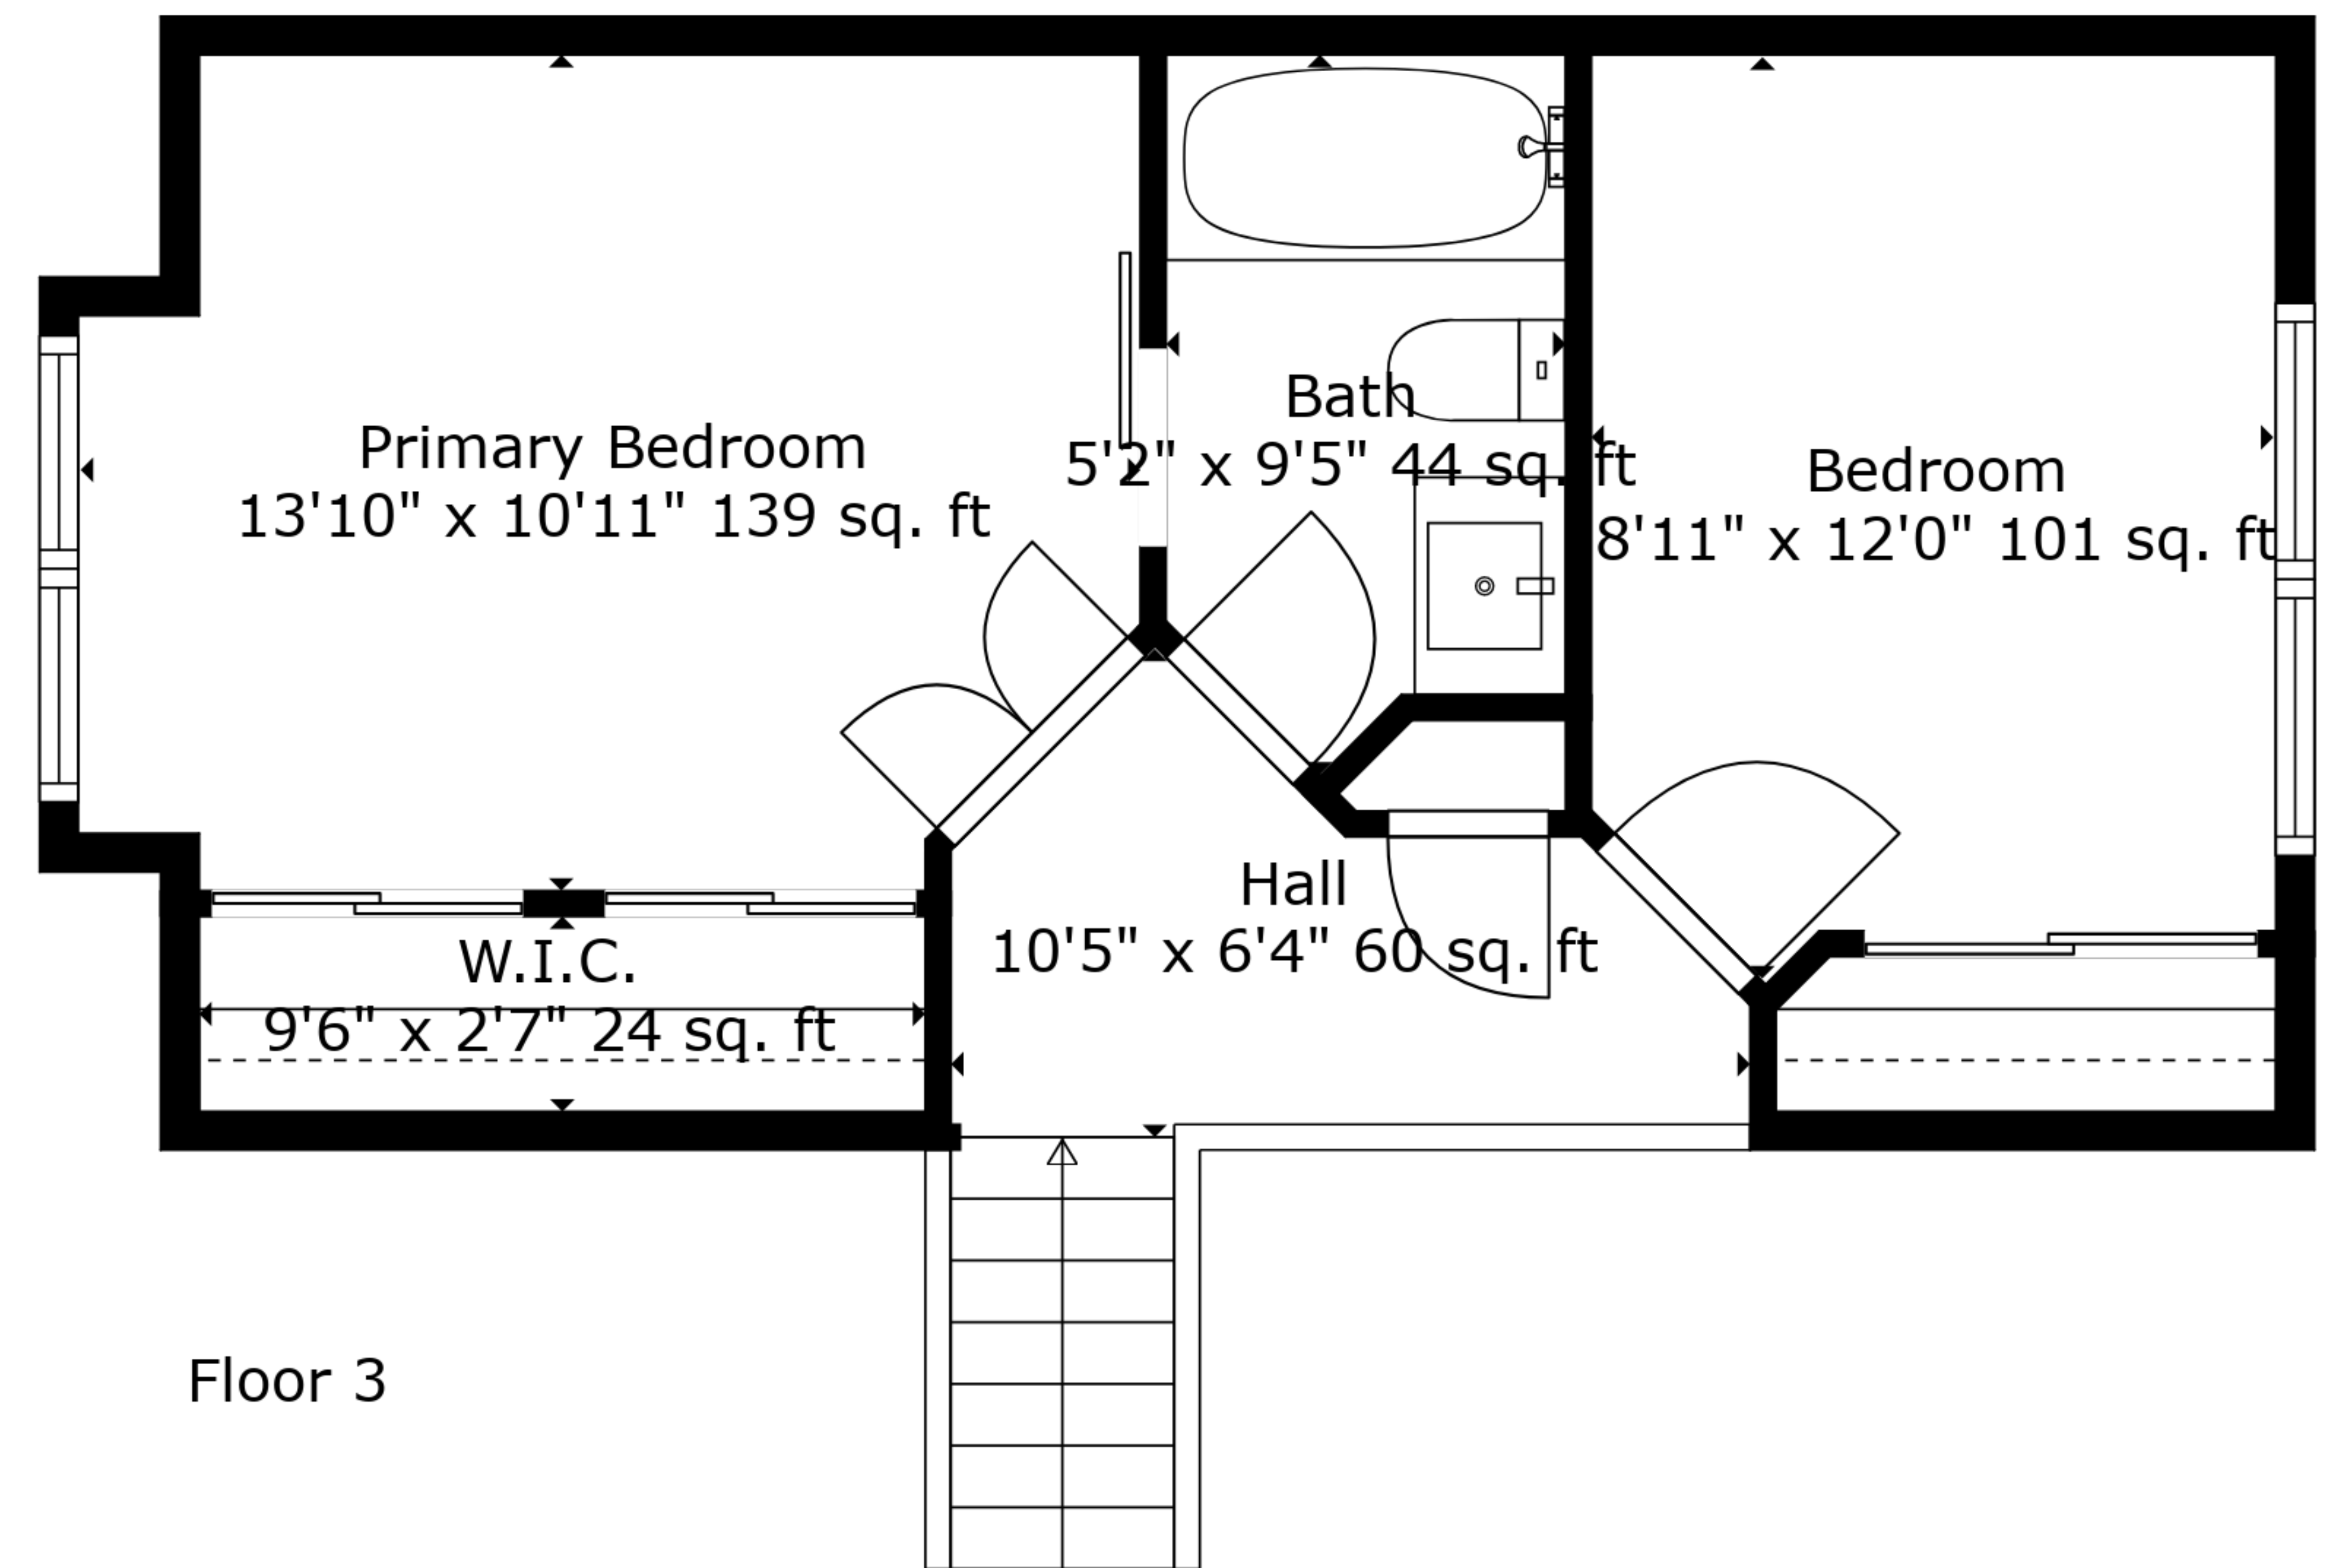 Primary Bedroom
13'10" x 10'11" 139 sq. ft
Bath
5'2" x 9'5" 44 sq. ft
Bedroom
8'11" x 12'0" 101 sq. ft
W.I.C.
9'6" x 2'7" 24 sq. ft
Hall
10'5" x 6'4" 60 sq. ft
Floor 3